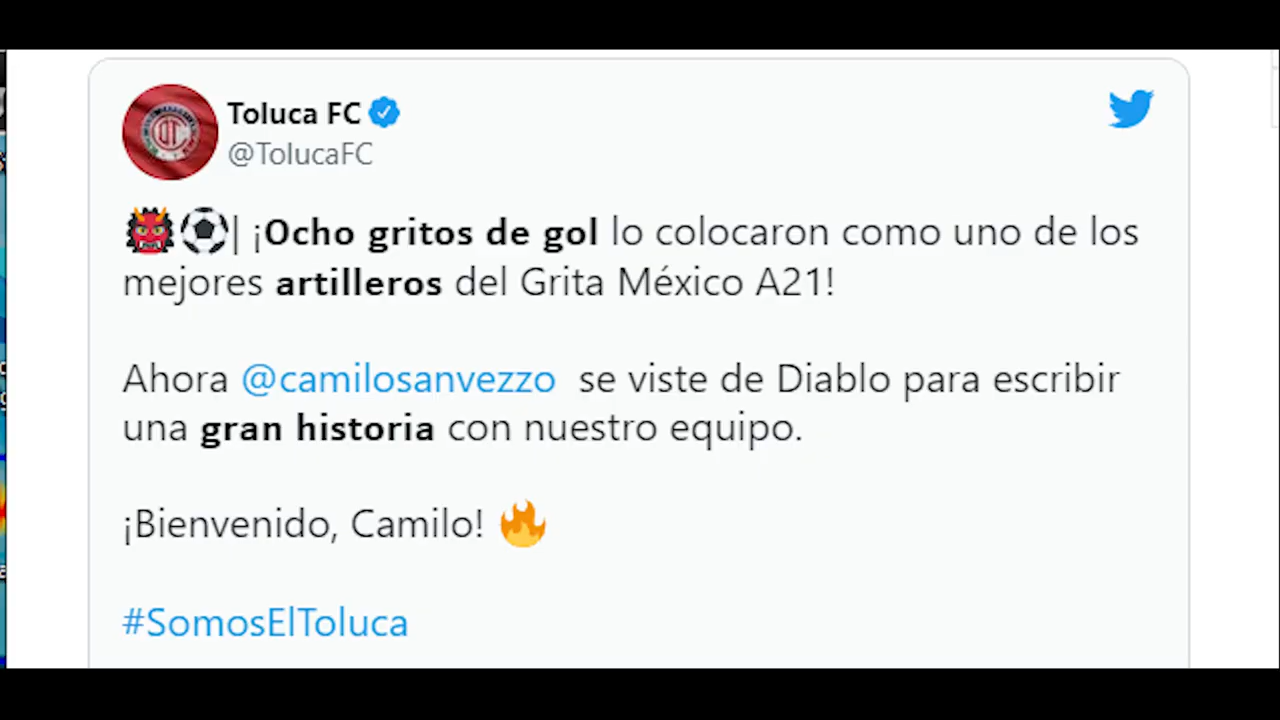 Toluca FC
@TolucaFC
👹⚽| ¡Ocho gritos de gol lo colocaron como uno de los
mejores artilleros del Grita México A21!
Ahora @camilosanvezzo se viste de Diablo para escribir
una gran historia con nuestro equipo.
¡Bienvenido, Camilo! 🔥
#SomosElToluca